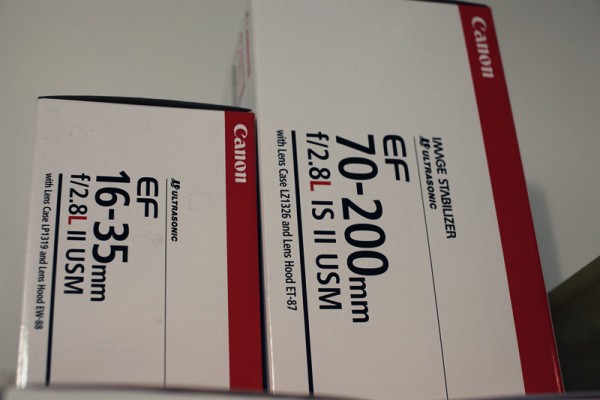 Canon
ULTRASONIC
EF
16-35mm
f/2.8L II USM
with Lens Case LP1319 and Lens Hood EW-88
Canon
IMAGE STABILIZER
ULTRASONIC
EF
70-200mm
f/2.8L IS II USM
with Lens Case LZ1326 and Lens Hood ET-87